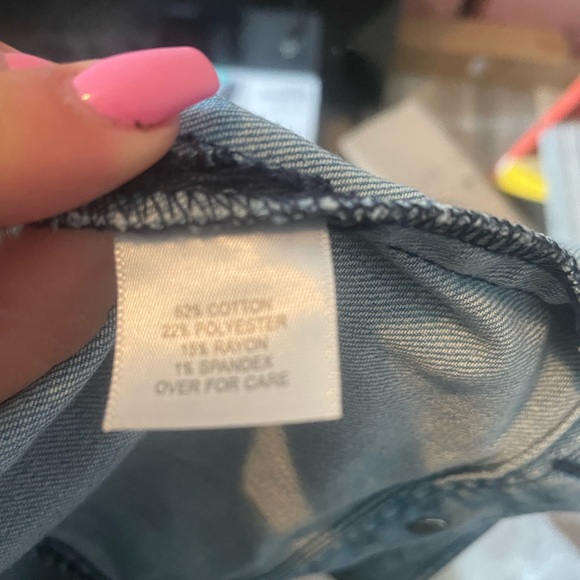 62% COTTON
22% POLYESTER
15% RAYON
1% SPANDEX
OVER FOR CARE